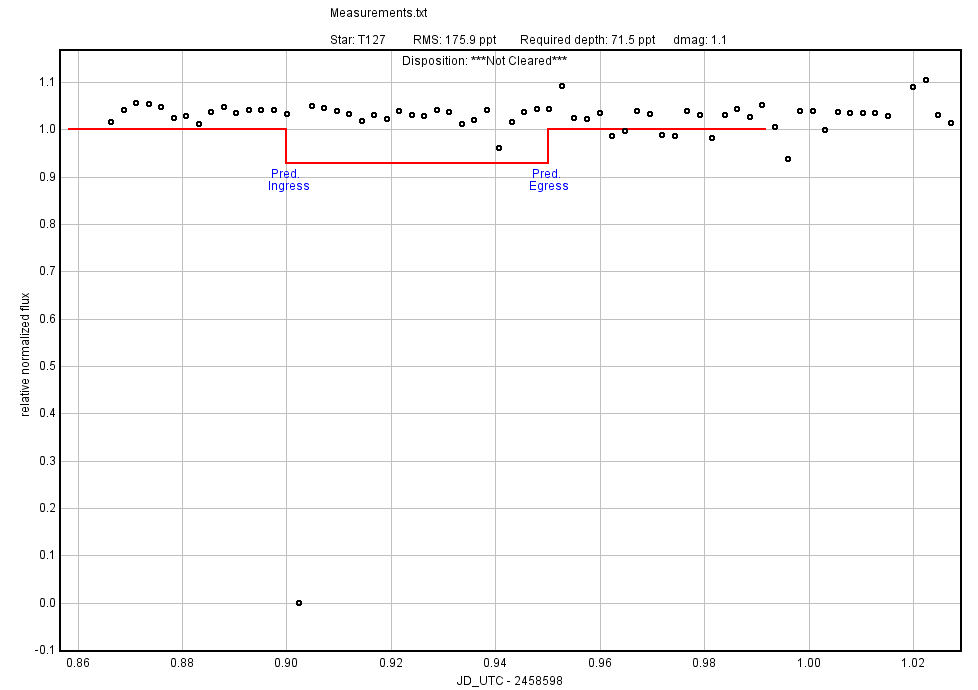 Measurements.txt
Star: T127 RMS: 175.9 ppt Required depth: 71.5 ppt dmag: 1.1
Disposition: ***Not Cleared***
1.1
1.0
0.9
0.8
0.7
0.6
0.5
0.4
0.3
0.2
0.1
0.0
-0.1
relative normalized flux
Pred.
Ingress
Pred.
Egress
0.86 0.88 0.90 0.92 0.94 0.96 0.98 1.00 1.02
JD_UTC - 2458598